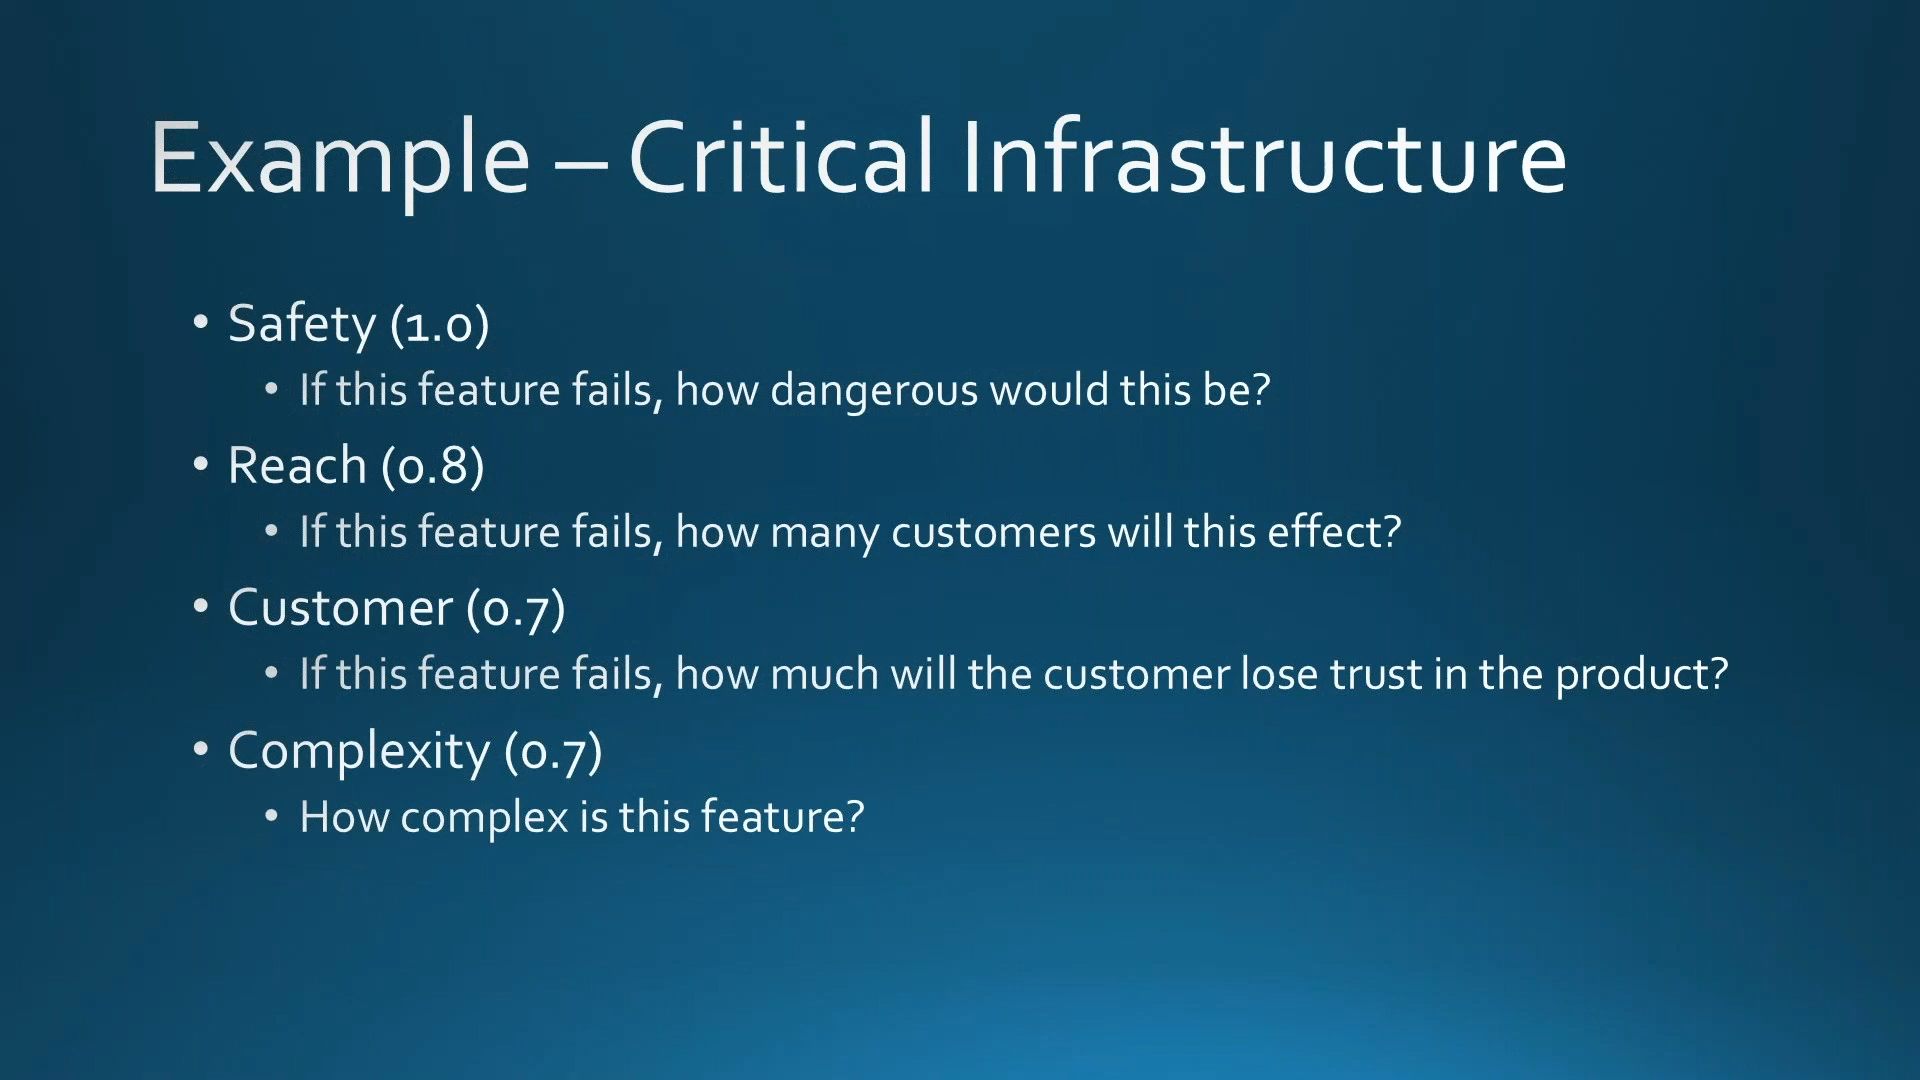 Example – Critical Infrastructure
• Safety (1.0)
• If this feature fails, how dangerous would this be?
• Reach (0.8)
• If this feature fails, how many customers will this effect?
• Customer (0.7)
• If this feature fails, how much will the customer lose trust in the product?
• Complexity (0.7)
• How complex is this feature?